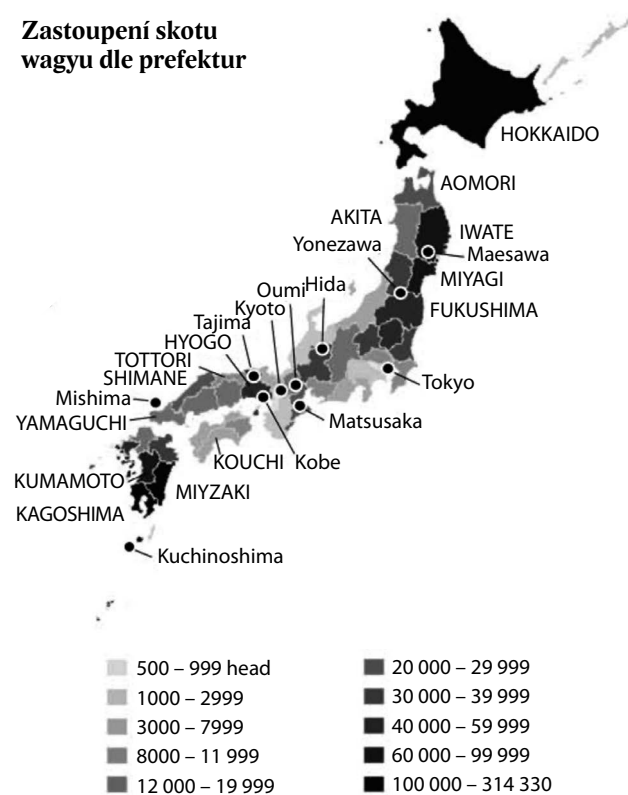 Zastoupení skotu
wagyu dle prefektur
HOKKAIDO
AOMORI
AKITA
IWATE
Yonezawa
Maesawa
MIYAGI
Oumi
Hida
FUKUSHIMA
Kyoto
Tajima
HYOGO
TOTTORI
SHIMANE
Tokyo
Mishima
YAMAGUCHI
Matsusaka
KOUCHI
Kobe
KUMAMOTO
MIYZAKI
KAGOSHIMA
Kuchinoshima
500 – 999 head
1000 – 2999
3000 – 7999
8000 – 11 999
12 000 – 19 999
20 000 – 29 999
30 000 – 39 999
40 000 – 59 999
60 000 – 99 999
100 000 – 314 330